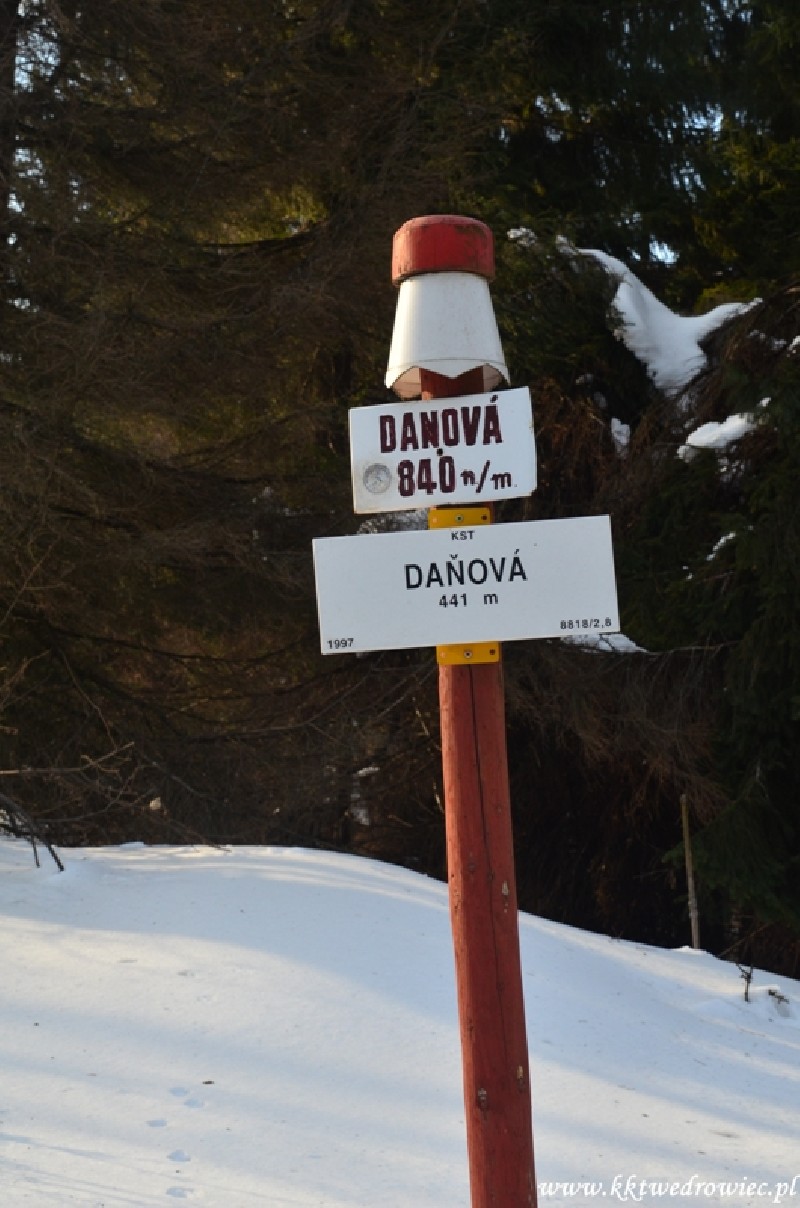 DANOVÁ
840 n/m.
KST
DAŇOVÁ
441 m
1997
8818/2,8
www.kktwedrowiec.pl